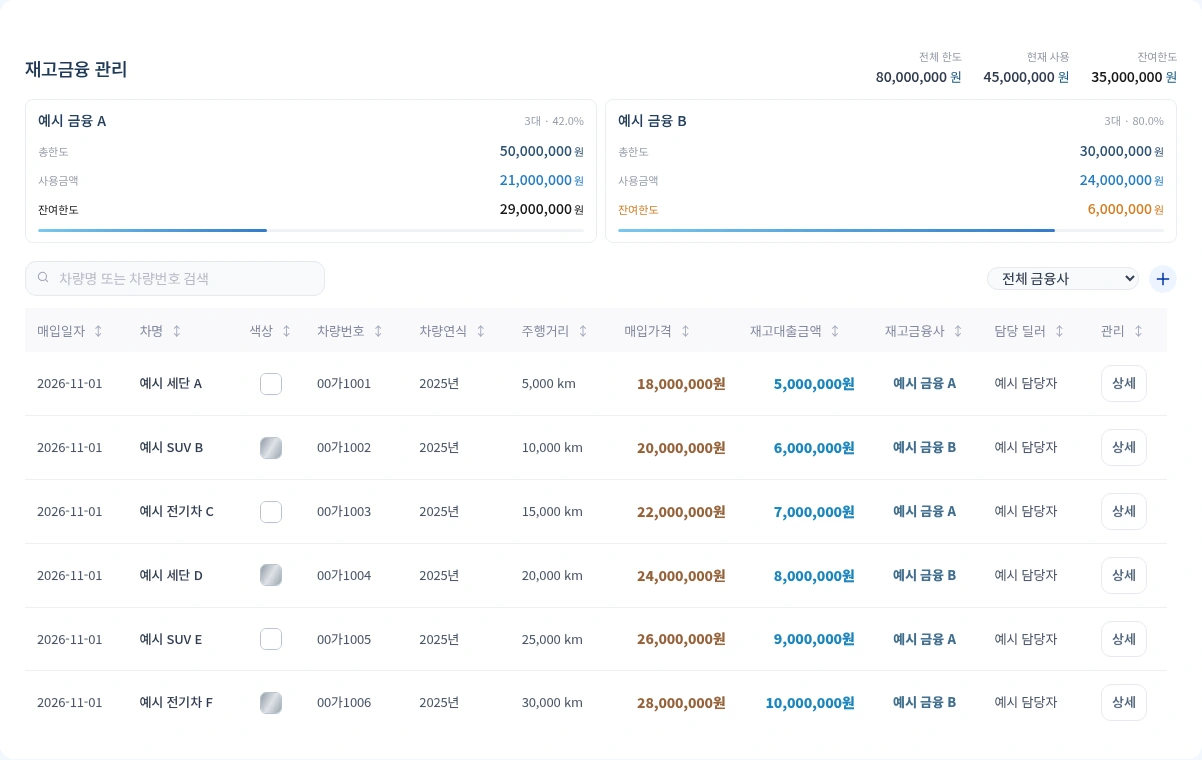 재고금융 관리
전체 한도 현재 사용 잔여한도
80,000,000 원 45,000,000 원 35,000,000 원
예시 금융 A 3대 · 42.0%
총한도 50,000,000 원
사용금액 21,000,000 원
잔여한도 29,000,000 원
예시 금융 B 3대 · 80.0%
총한도 30,000,000 원
사용금액 24,000,000 원
잔여한도 6,000,000 원
차량명 또는 차량번호 검색 전체 금융사 +
매입일자 차명 색상 차량번호 차량연식 주행거리 매입가격 재고대출금액 재고금융사 담당 딜러 관리
2026-11-01 예시 세단 A 00가1001 2025년 5,000 km 18,000,000원 5,000,000원 예시 금융 A 예시 담당자 상세
2026-11-01 예시 SUV B 00가1002 2025년 10,000 km 20,000,000원 6,000,000원 예시 금융 B 예시 담당자 상세
2026-11-01 예시 전기차 C 00가1003 2025년 15,000 km 22,000,000원 7,000,000원 예시 금융 A 예시 담당자 상세
2026-11-01 예시 세단 D 00가1004 2025년 20,000 km 24,000,000원 8,000,000원 예시 금융 B 예시 담당자 상세
2026-11-01 예시 SUV E 00가1005 2025년 25,000 km 26,000,000원 9,000,000원 예시 금융 A 예시 담당자 상세
2026-11-01 예시 전기차 F 00가1006 2025년 30,000 km 28,000,000원 10,000,000원 예시 금융 B 예시 담당자 상세